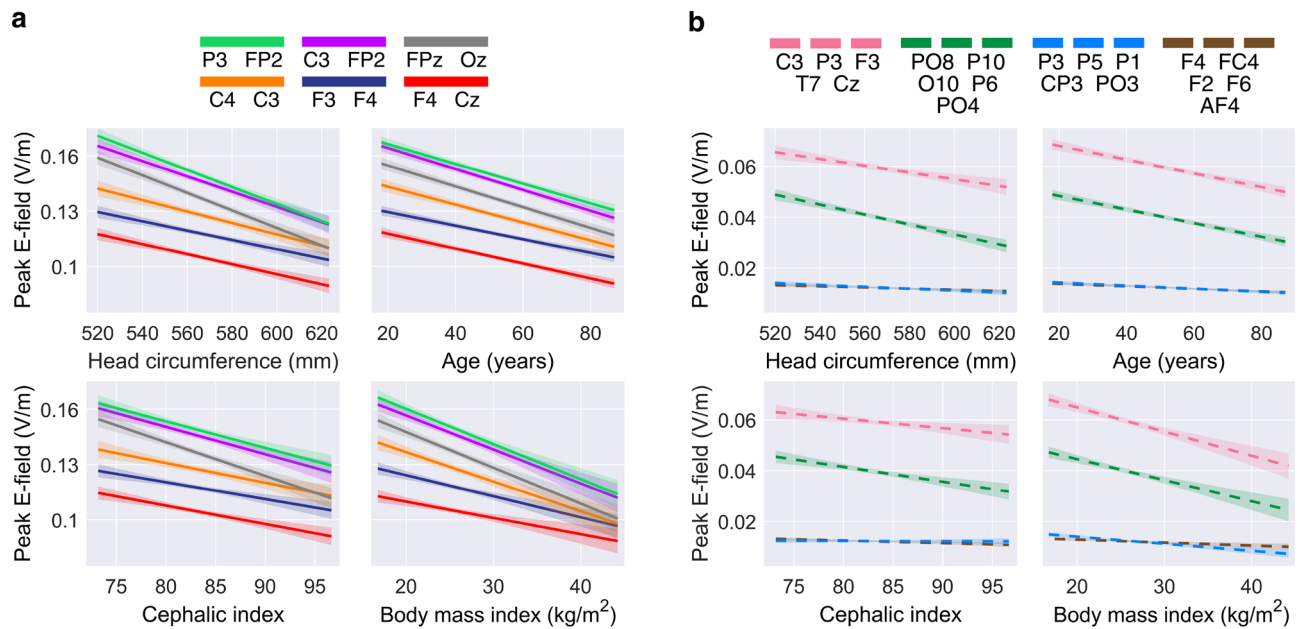 a
P3 FP2 C3 FP2 FPz Oz
C4 C3 F3 F4 F4 Cz
Peak E-field (V/m)
0.16
0.13
0.1
520 540 560 580 600 620
Head circumference (mm)
20 40 60 80
Age (years)
Peak E-field (V/m)
0.16
0.13
0.1
75 80 85 90 95
Cephalic index
20 30 40
Body mass index (kg/m²)
b
C3 P3 F3 PO8 P10 P3 P5 P1 F4 FC4
T7 Cz O10 P6 CP3 PO3 F2 F6
PO4 AF4
Peak E-field (V/m)
0.06
0.04
0.02
520 540 560 580 600 620
Head circumference (mm)
20 40 60 80
Age (years)
Peak E-field (V/m)
0.06
0.04
0.02
75 80 85 90 95
Cephalic index
20 30 40
Body mass index (kg/m²)